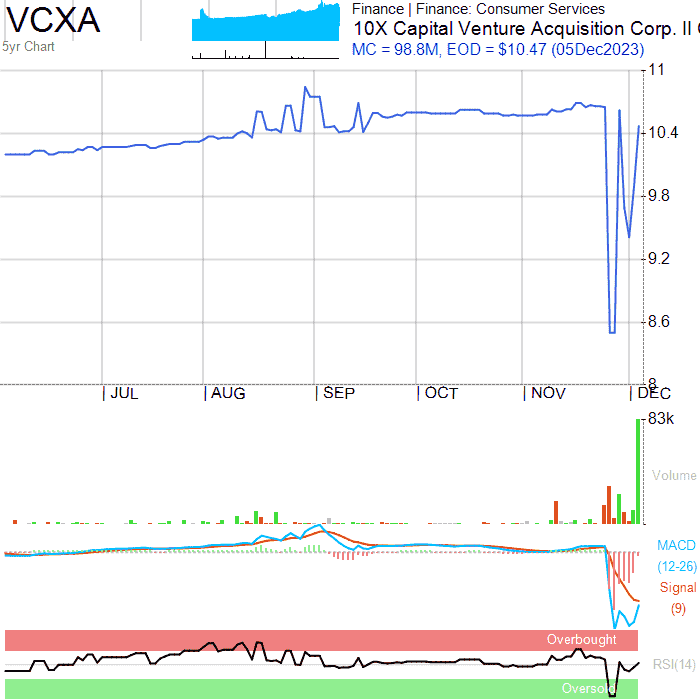 VCXA
5yr Chart
Finance | Finance: Consumer Services
10X Capital Venture Acquisition Corp. II
MC = 98.8M, EOD = $10.47 (05Dec2023)
11
10.4
9.8
9.2
8.6
8
JUL
AUG
SEP
OCT
NOV
DEC
83k
Volume
MACD
(12-26)
Signal
(9)
Overbought
RSI(14)
Oversold